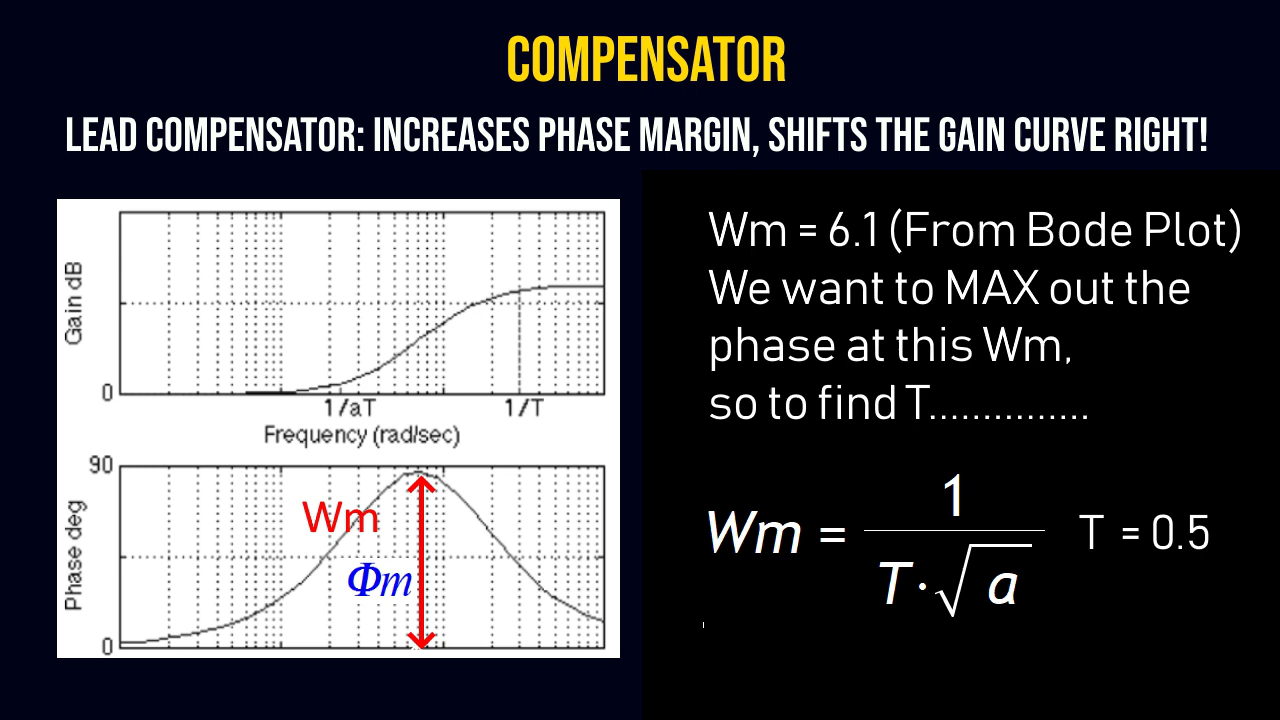 COMPENSATOR
LEAD COMPENSATOR: INCREASES PHASE MARGIN, SHIFTS THE GAIN CURVE RIGHT!
Gain dB
0
1/aT 1/T
Frequency (rad/sec)
90
Phase deg
0
Wm
Φm
Wm = 6.1 (From Bode Plot)
We want to MAX out the
phase at this Wm,
so to find T...............
Wm = 1 / T·√a
T = 0.5